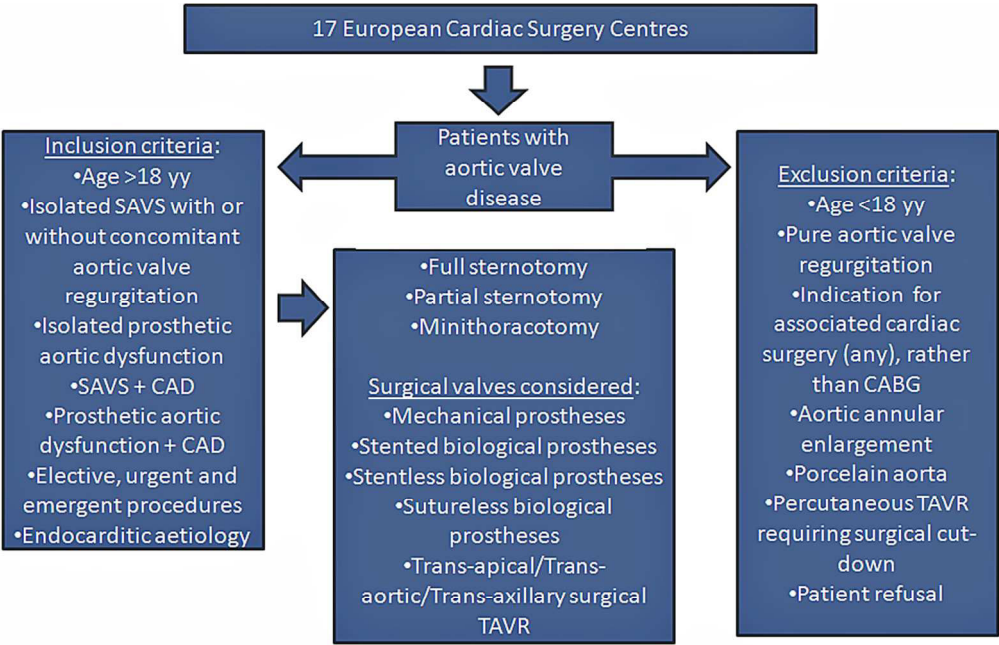 17 European Cardiac Surgery Centres
Patients with
aortic valve
disease
Inclusion criteria:
•Age >18 yy
•Isolated SAVS with or
without concomitant
aortic valve
regurgitation
•Isolated prosthetic
aortic dysfunction
•SAVS + CAD
•Prosthetic aortic
dysfunction + CAD
•Elective, urgent and
emergent procedures
•Endocarditic aetiology
•Full sternotomy
•Partial sternotomy
•Minithoracotomy
Surgical valves considered:
•Mechanical prostheses
•Stented biological prostheses
•Stentless biological prostheses
•Sutureless biological
prostheses
•Trans-apical/Trans-
aortic/Trans-axillary surgical
TAVR
Exclusion criteria:
•Age <18 yy
•Pure aortic valve
regurgitation
•Indication for
associated cardiac
surgery (any), rather
than CABG
•Aortic annular
enlargement
•Porcelain aorta
•Percutaneous TAVR
requiring surgical cut-
down
•Patient refusal